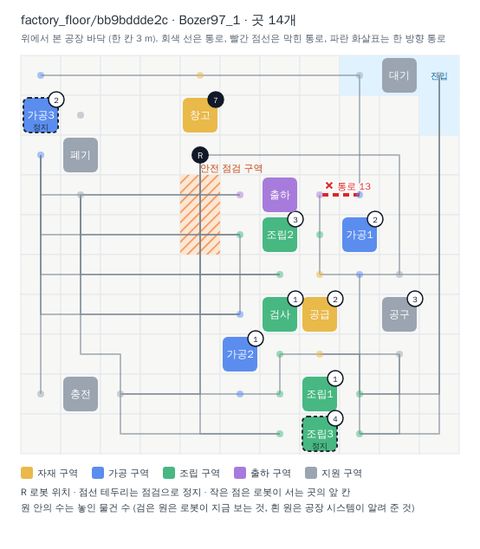 factory_floor/bb9bddde2c · Bozer97_1 · 곳 14개
위에서 본 공장 바닥 (한 칸 3 m). 회색 선은 통로, 빨간 점선은 막힌 통로, 파란 화살표는 한 방향 통로
대기
진입
2
가공3
정지
7
창고
폐기
R
안전 점검 구역
출하
✕ 통로 13
3
조립2
2
가공1
1
검사
2
공급
3
공구
1
가공2
충전
1
조립1
4
조립3
정지
자재 구역 가공 구역 조립 구역 출하 구역 지원 구역
R 로봇 위치 · 점선 테두리는 점검으로 정지 · 작은 점은 로봇이 서는 곳의 앞 칸
원 안의 수는 놓인 물건 수 (검은 원은 로봇이 지금 보는 것, 흰 원은 공장 시스템이 알려 준 것)